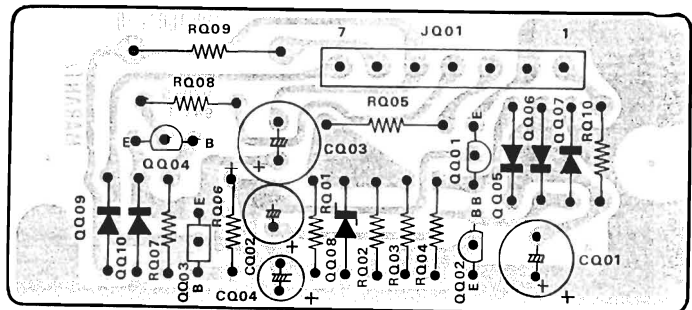 RQ09
7 JQ01 1
RQ08
RQ05
E B
QQ04
+
CQ03
E
QQ01
B
QQ05
QQ06
QQ07
RQ10
QQ09
QQ10
RQ07
E
QQ03
B
RQ06
+
CQ02
+
CQ04
+
RQ01
QQ08
RQ02
RQ03
RQ04
B
QQ02
E
CQ01
+ +
MARANTZ